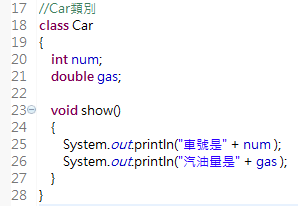 17 //Car類別
18 class Car
19 {
20 int num;
21 double gas;
22
23 void show()
24 {
25 System.out.println("車號是" + num );
26 System.out.println("汽油量是" + gas );
27 }
28 }